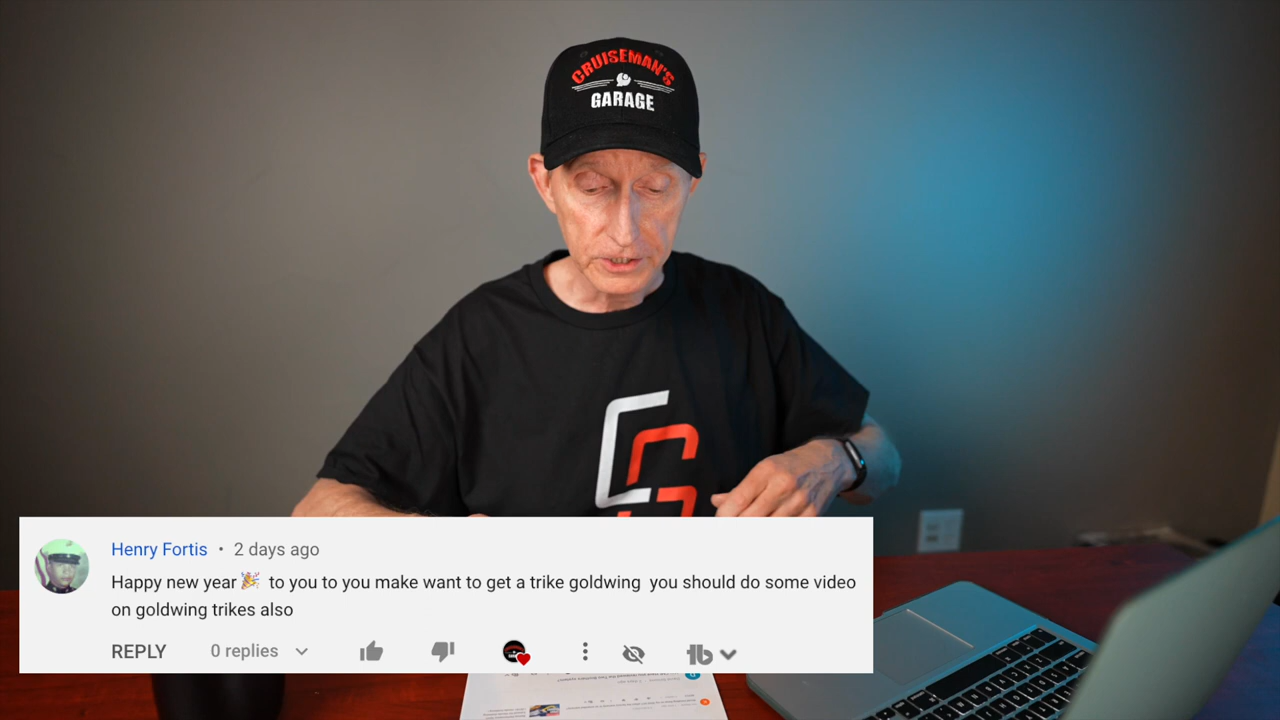 CRUISEMAN'S
GARAGE
CG
Henry Fortis • 2 days ago
Happy new year 🎉 to you to you make want to get a trike goldwing you should do some video
on goldwing trikes also
REPLY 0 replies